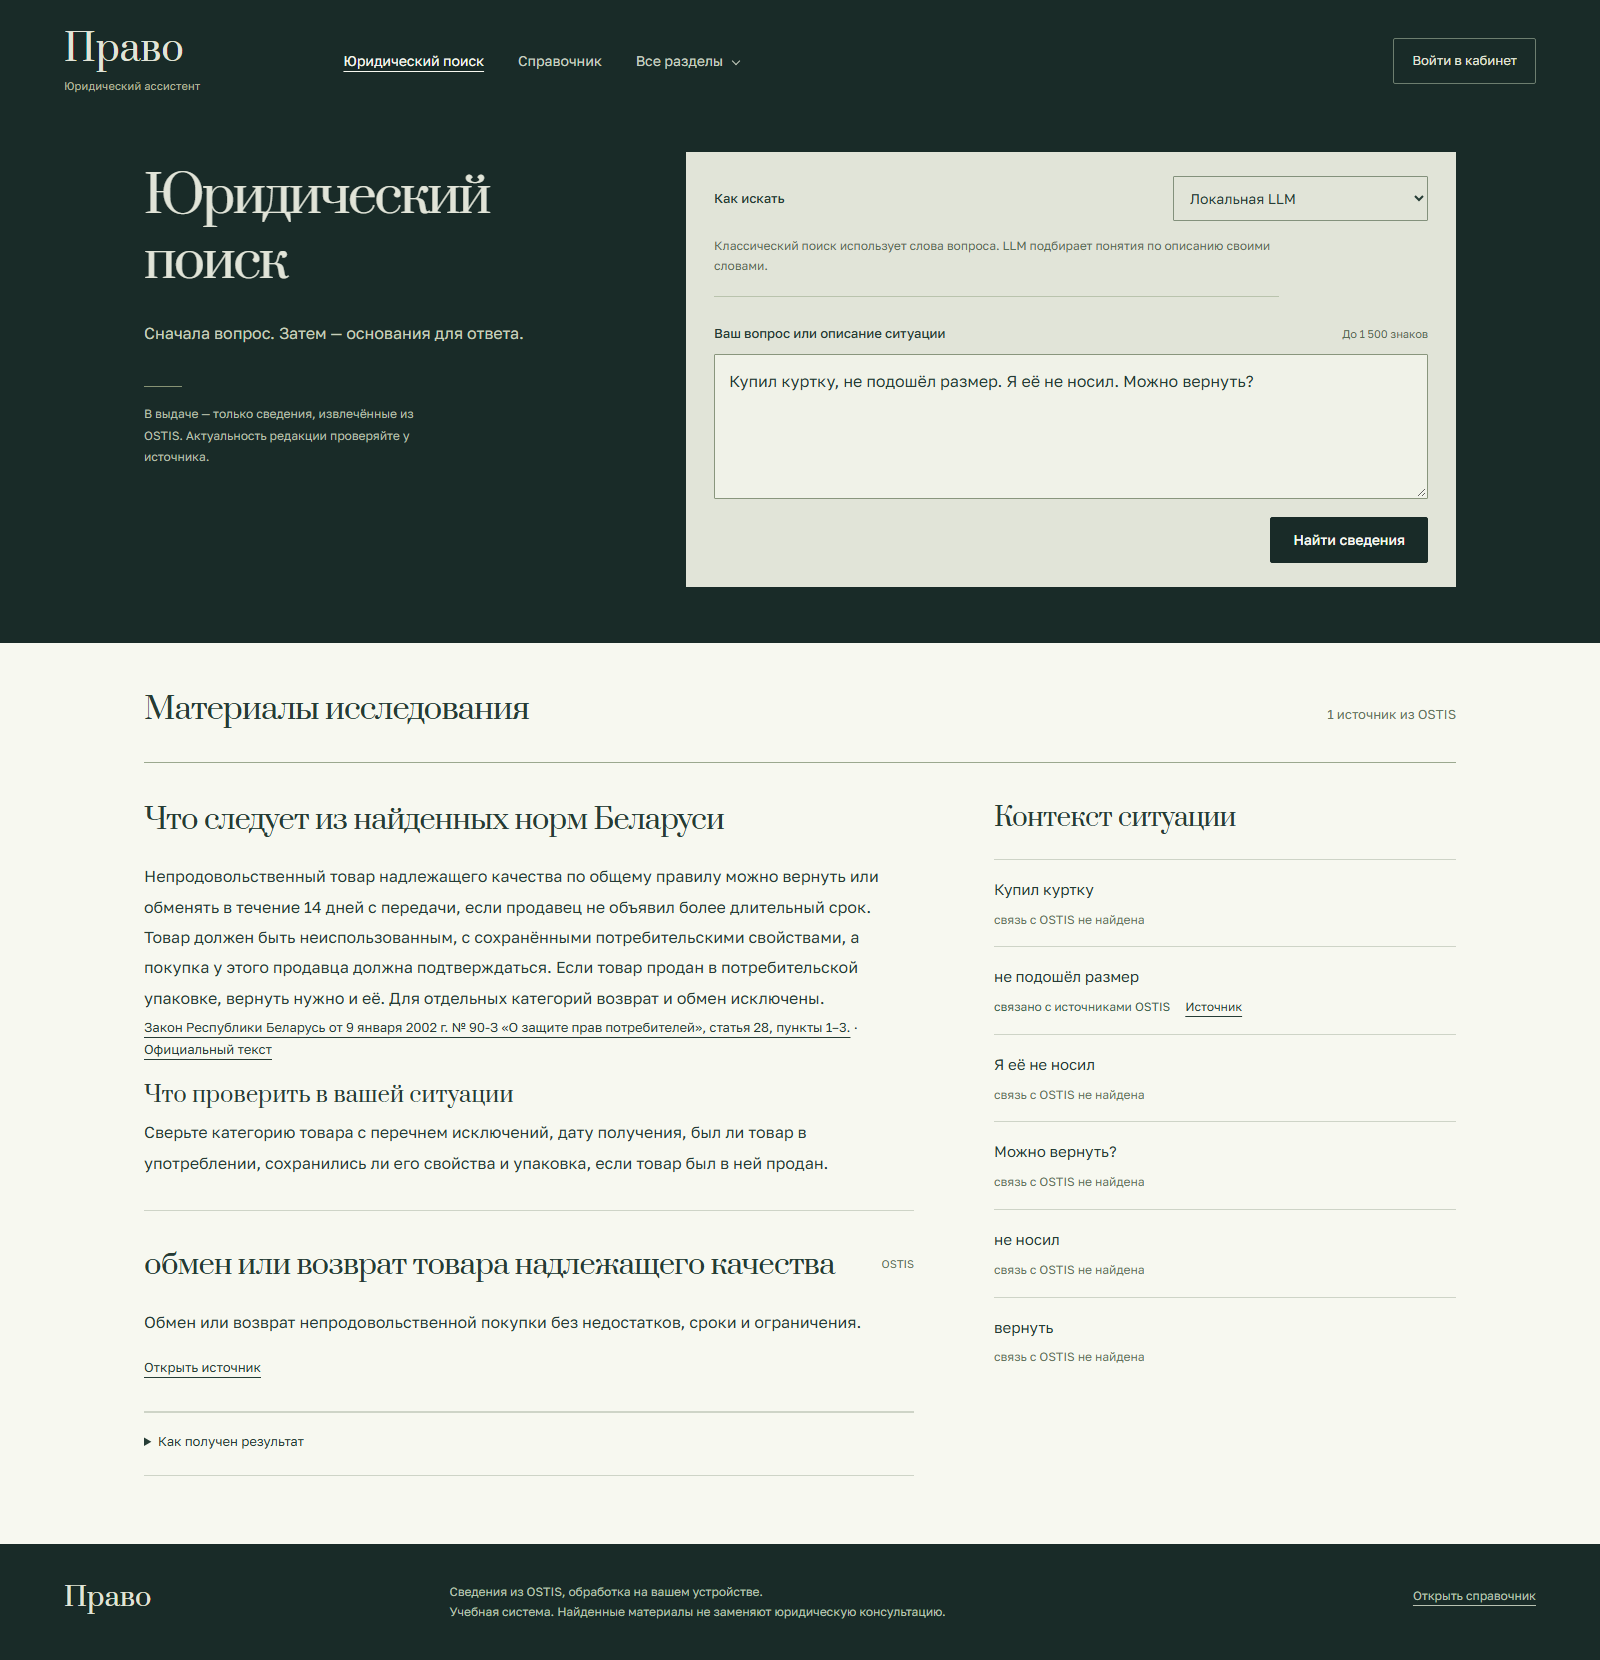 Право
Юридический ассистент
Юридический поиск
Справочник
Все разделы
Войти в кабинет
Юридический
поиск
Сначала вопрос. Затем — основания для ответа.
В выдаче — только сведения, извлечённые из
OSTIS. Актуальность редакции проверяйте у
источника.
Как искать
Локальная LLM
Классический поиск использует слова вопроса. LLM подбирает понятия по описанию своими
словами.
Ваш вопрос или описание ситуации
До 1 500 знаков
Купил куртку, не подошёл размер. Я её не носил. Можно вернуть?
Найти сведения
Материалы исследования
1 источник из OSTIS
Что следует из найденных норм Беларуси
Непродовольственный товар надлежащего качества по общему правилу можно вернуть или
обменять в течение 14 дней с передачи, если продавец не объявил более длительный срок.
Товар должен быть неиспользованным, с сохранёнными потребительскими свойствами, а
покупка у этого продавца должна подтверждаться. Если товар продан в потребительской
упаковке, вернуть нужно и её. Для отдельных категорий возврат и обмен исключены.
Закон Республики Беларусь от 9 января 2002 г. № 90-З «О защите прав потребителей», статья 28, пункты 1–3. ·
Официальный текст
Что проверить в вашей ситуации
Сверьте категорию товара с перечнем исключений, дату получения, был ли товар в
употреблении, сохранились ли его свойства и упаковка, если товар был в ней продан.
обмен или возврат товара надлежащего качества
OSTIS
Обмен или возврат непродовольственной покупки без недостатков, сроки и ограничения.
Открыть источник
Как получен результат
Контекст ситуации
Купил куртку
связь с OSTIS не найдена
не подошёл размер
связано с источниками OSTIS Источник
Я её не носил
связь с OSTIS не найдена
Можно вернуть?
связь с OSTIS не найдена
не носил
связь с OSTIS не найдена
вернуть
связь с OSTIS не найдена
Право
Сведения из OSTIS, обработка на вашем устройстве.
Учебная система. Найденные материалы не заменяют юридическую консультацию.
Открыть справочник